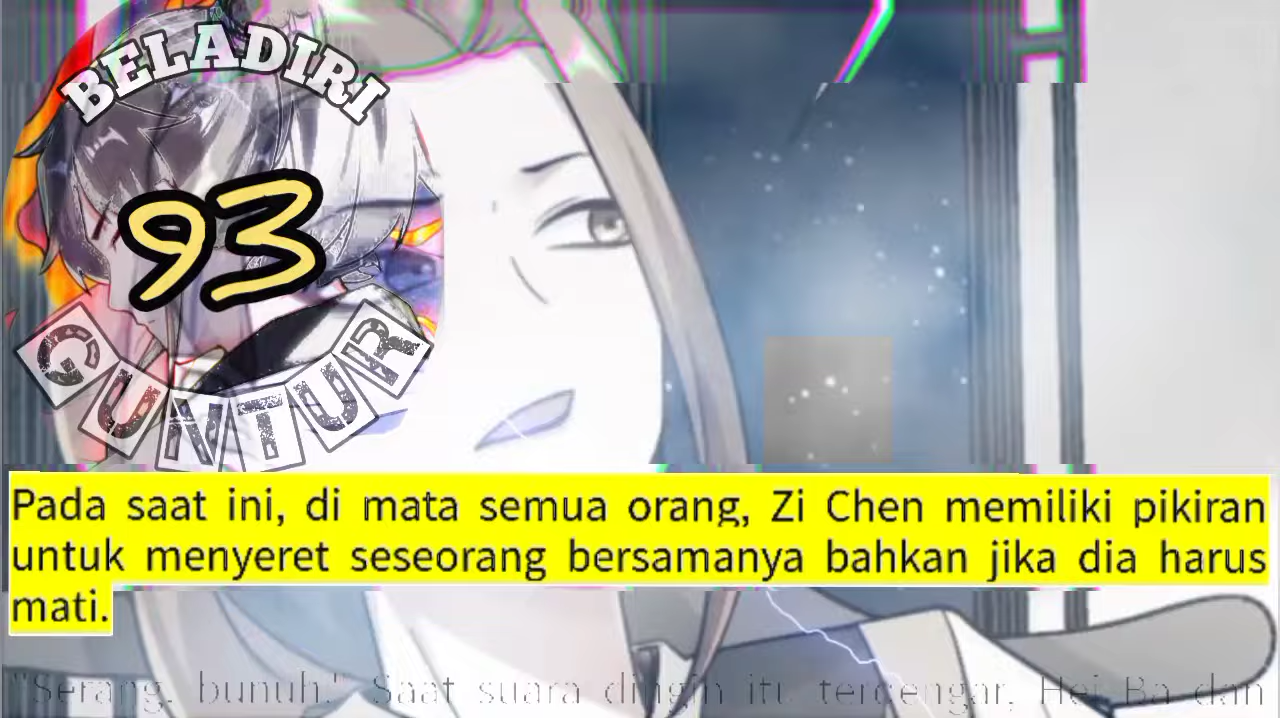 BELADIRI
93
GUNTUR
Pada saat ini, di mata semua orang, Zi Chen memiliki pikiran
untuk menyeret seseorang bersamanya bahkan jika dia harus
mati.
"Serang, bunuh!" Saat suara dingin itu terdengar, Hei Ba dan